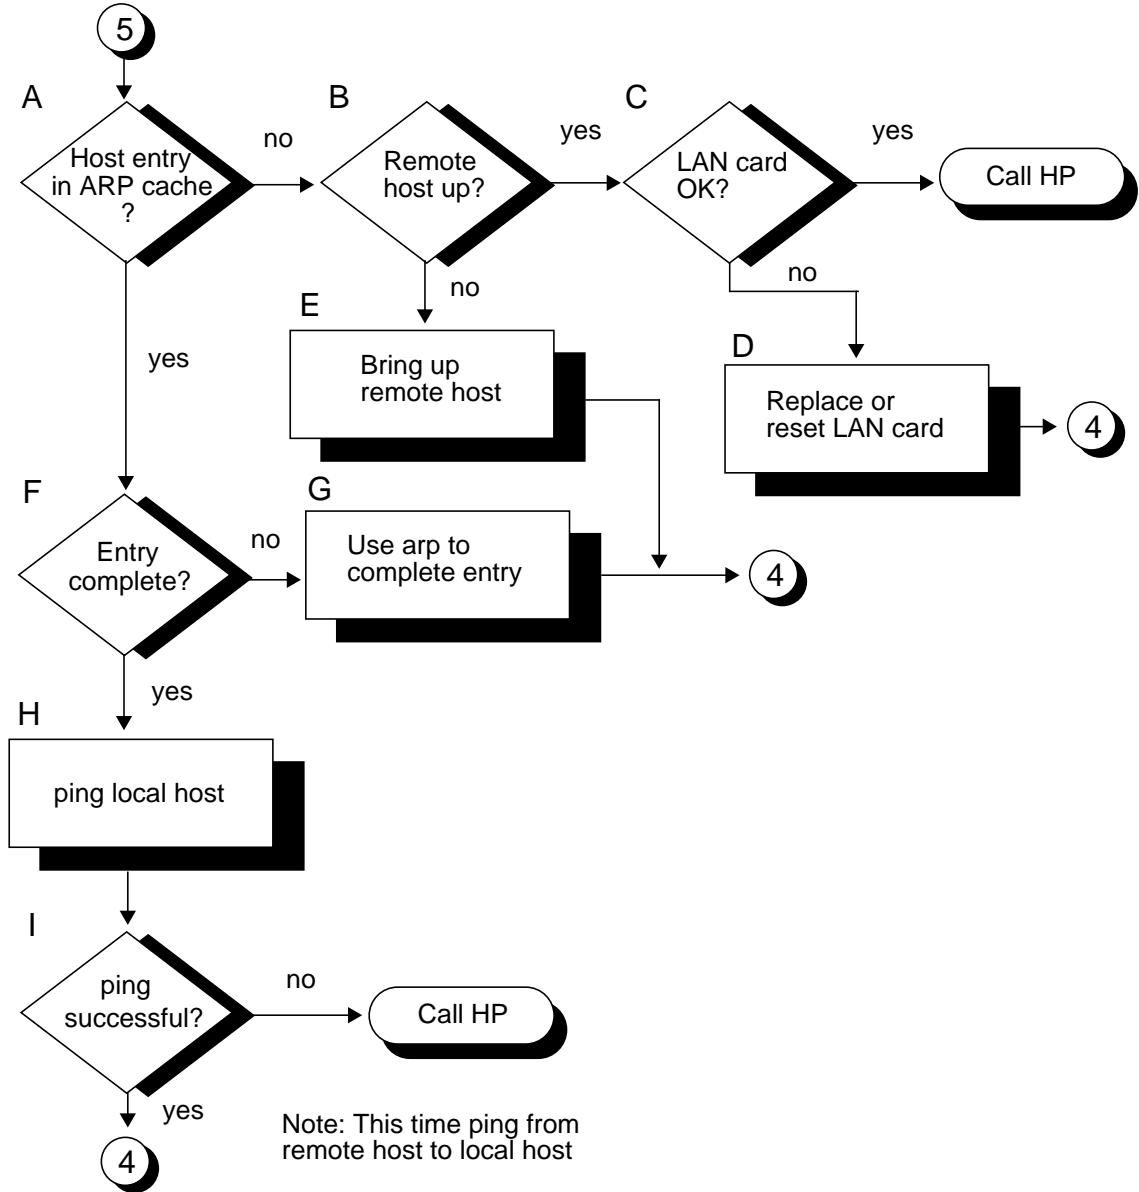 5
A
B
C
no
yes
yes
Host entry
in ARP cache
?
Remote
host up?
LAN card
OK?
Call HP
no
no
E
D
yes
Bring up
remote host
Replace or
reset LAN card
4
F
G
no
Entry
complete?
Use arp to
complete entry
4
yes
H
ping local host
I
no
ping
successful?
Call HP
yes
Note: This time ping from
remote host to local host
4